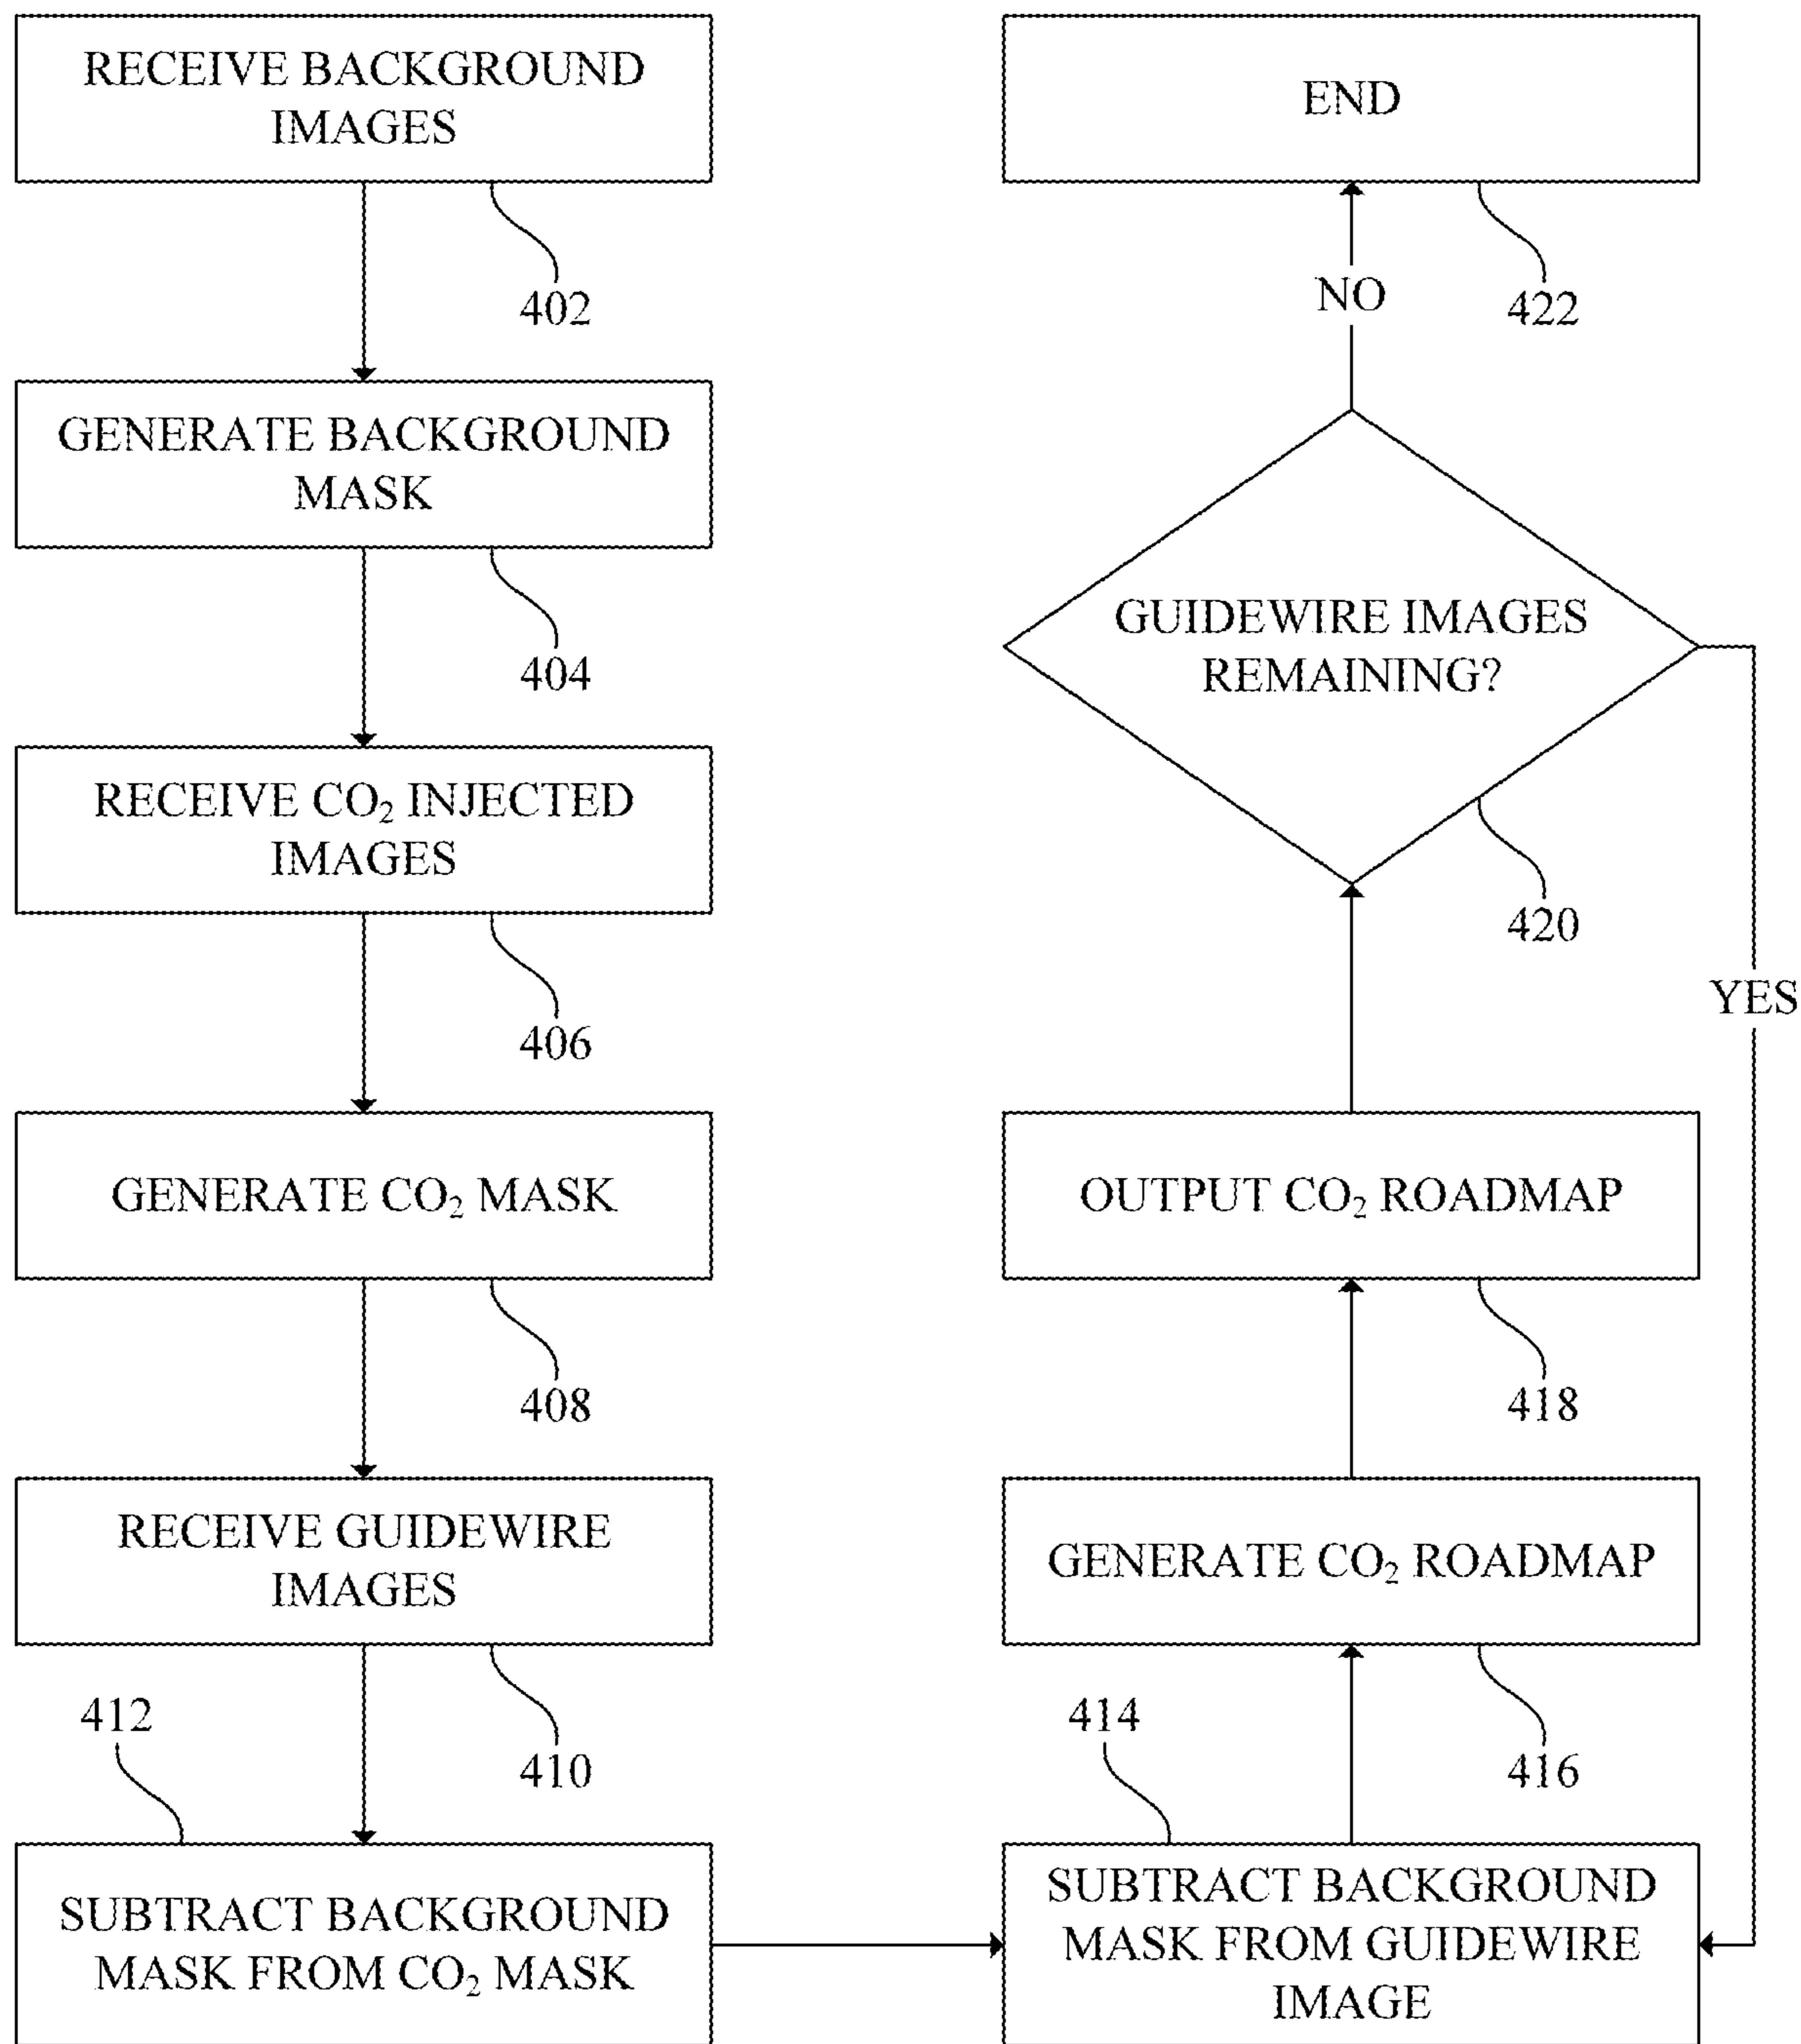 RECEIVE BACKGROUND
IMAGES
402
GENERATE BACKGROUND
MASK
404
RECEIVE CO₂ INJECTED
IMAGES
406
GENERATE CO₂ MASK
408
RECEIVE GUIDEWIRE
IMAGES
410
412
SUBTRACT BACKGROUND
MASK FROM CO₂ MASK
414
SUBTRACT BACKGROUND
MASK FROM GUIDEWIRE
IMAGE
GENERATE CO₂ ROADMAP
416
OUTPUT CO₂ ROADMAP
418
GUIDEWIRE IMAGES
REMAINING?
420
YES
NO
END
422